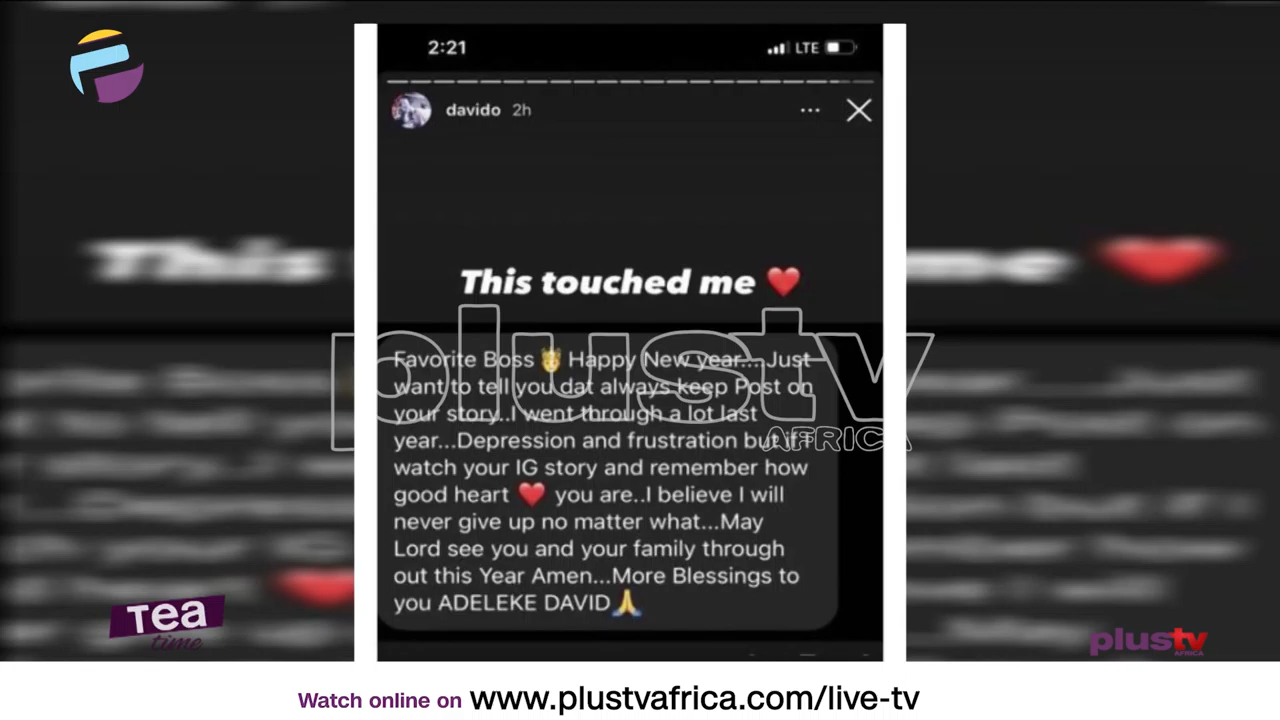 2:21
LTE
davido 2h
This touched me ❤️
plustv
AFRICA
Favorite Boss 😸 Happy New year....Just
want to tell you dat always keep Post on
your story..I went through a lot last
year...Depression and frustration but if i
watch your IG story and remember how
good heart ❤️ you are..I believe I will
never give up no matter what...May
Lord see you and your family through
out this Year Amen...More Blessings to
you ADELEKE DAVID🙏
Tea
time
plustv
AFRICA
Watch online on www.plustvafrica.com/live-tv